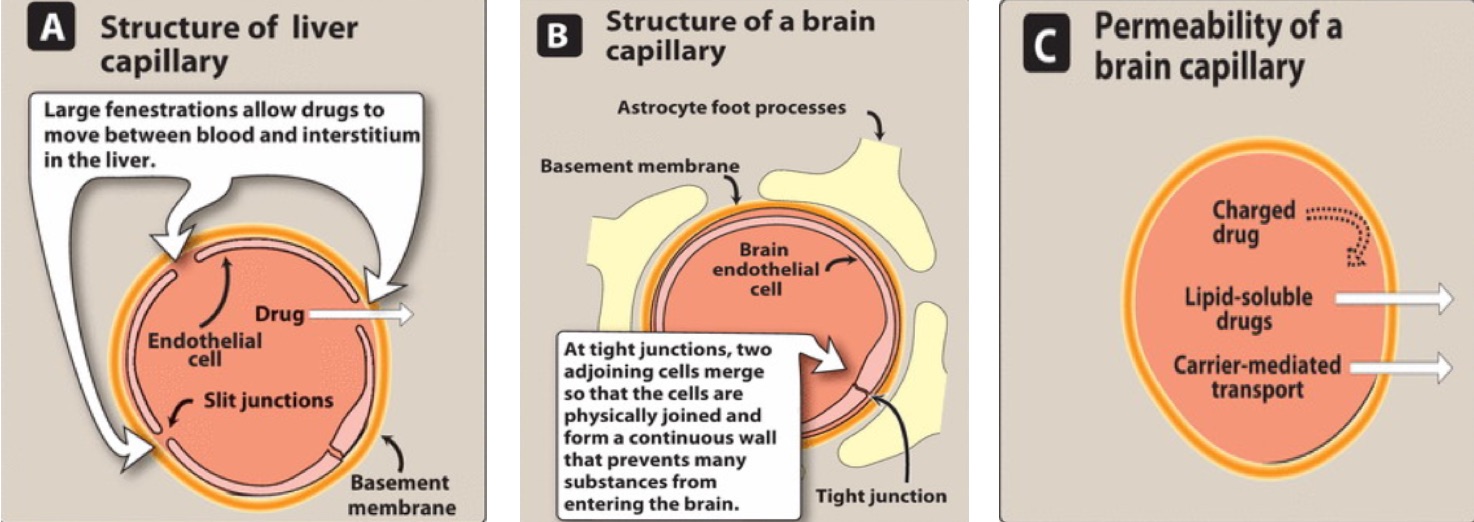 A
Structure of liver
capillary
Large fenestrations allow drugs to
move between blood and interstitium
in the liver.
Drug
Endothelial
cell
Slit junctions
Basement
membrane
B
Structure of a brain
capillary
Astrocyte foot processes
Basement membrane
Brain
endothelial
cell
At tight junctions, two
adjoining cells merge
so that the cells are
physically joined and
form a continuous wall
that prevents many
substances from
entering the brain.
Tight junction
C
Permeability of a
brain capillary
Charged
drug
Lipid-soluble
drugs
Carrier-mediated
transport